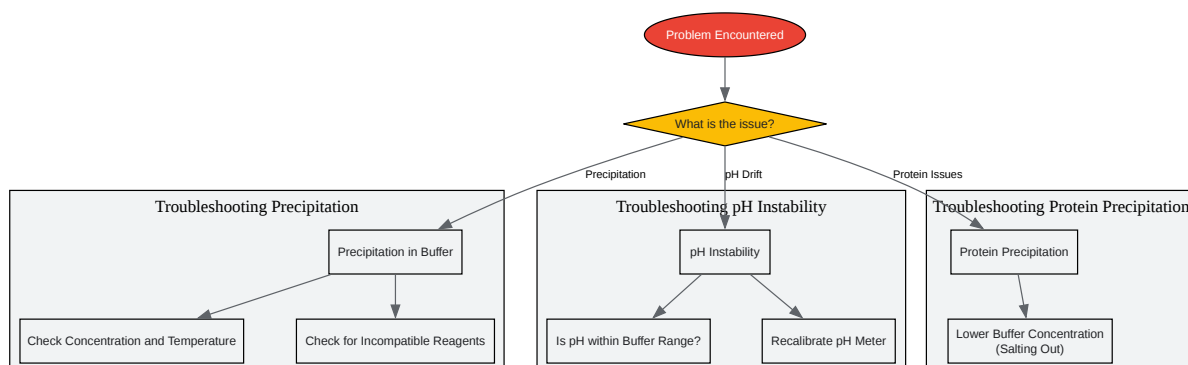 Problem Encountered
What is the issue?
Precipitation
pH Drift
Protein Issues
Troubleshooting Precipitation
Troubleshooting pH Instability
Troubleshooting Protein Precipitation
Precipitation in Buffer
pH Instability
Protein Precipitation
Check Concentration and Temperature
Check for Incompatible Reagents
Is pH within Buffer Range?
Recalibrate pH Meter
Lower Buffer Concentration
(Salting Out)